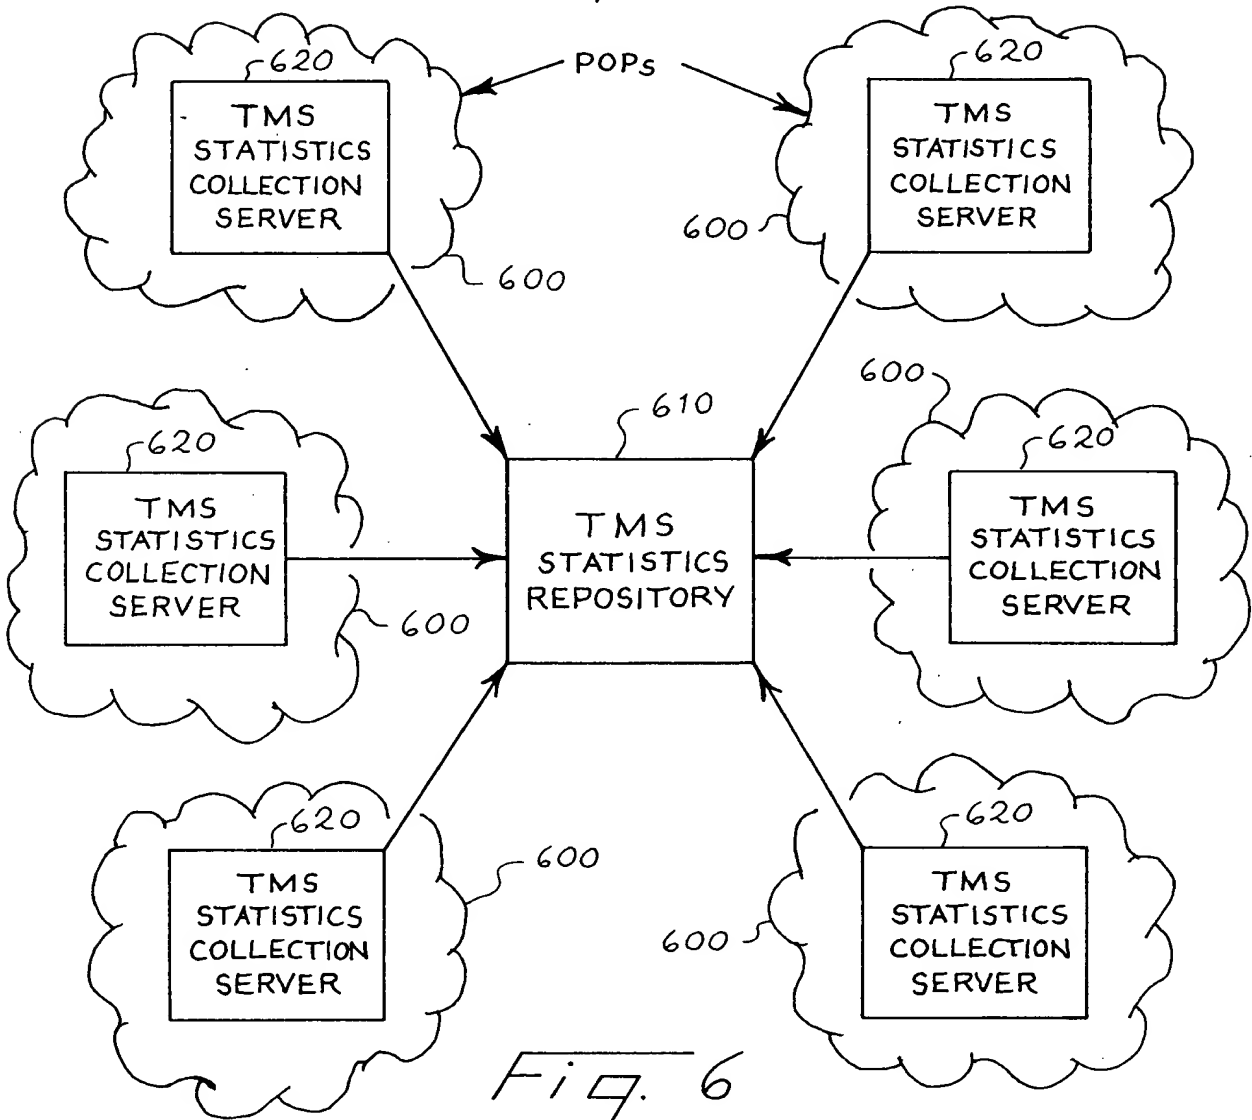 620
TMS
STATISTICS
COLLECTION
SERVER
600
POPs
620
TMS
STATISTICS
COLLECTION
SERVER
600
620
TMS
STATISTICS
COLLECTION
SERVER
600
610
TMS
STATISTICS
REPOSITORY
600
620
TMS
STATISTICS
COLLECTION
SERVER
620
TMS
STATISTICS
COLLECTION
SERVER
600
620
TMS
STATISTICS
COLLECTION
SERVER
600
Fig. 6